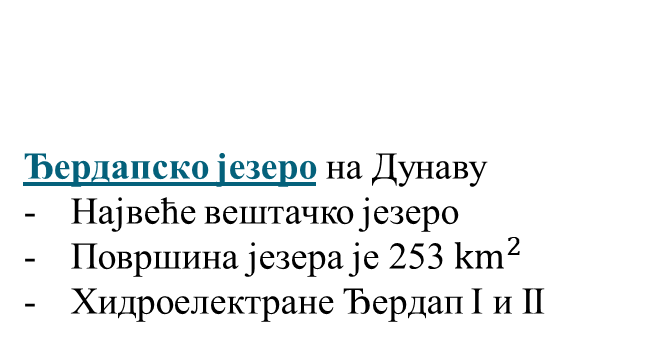 Ђердапско језеро на Дунаву
- Највеће вештачко језеро
- Површина језера је 253 km²
- Хидроелектране Ђердап I и II